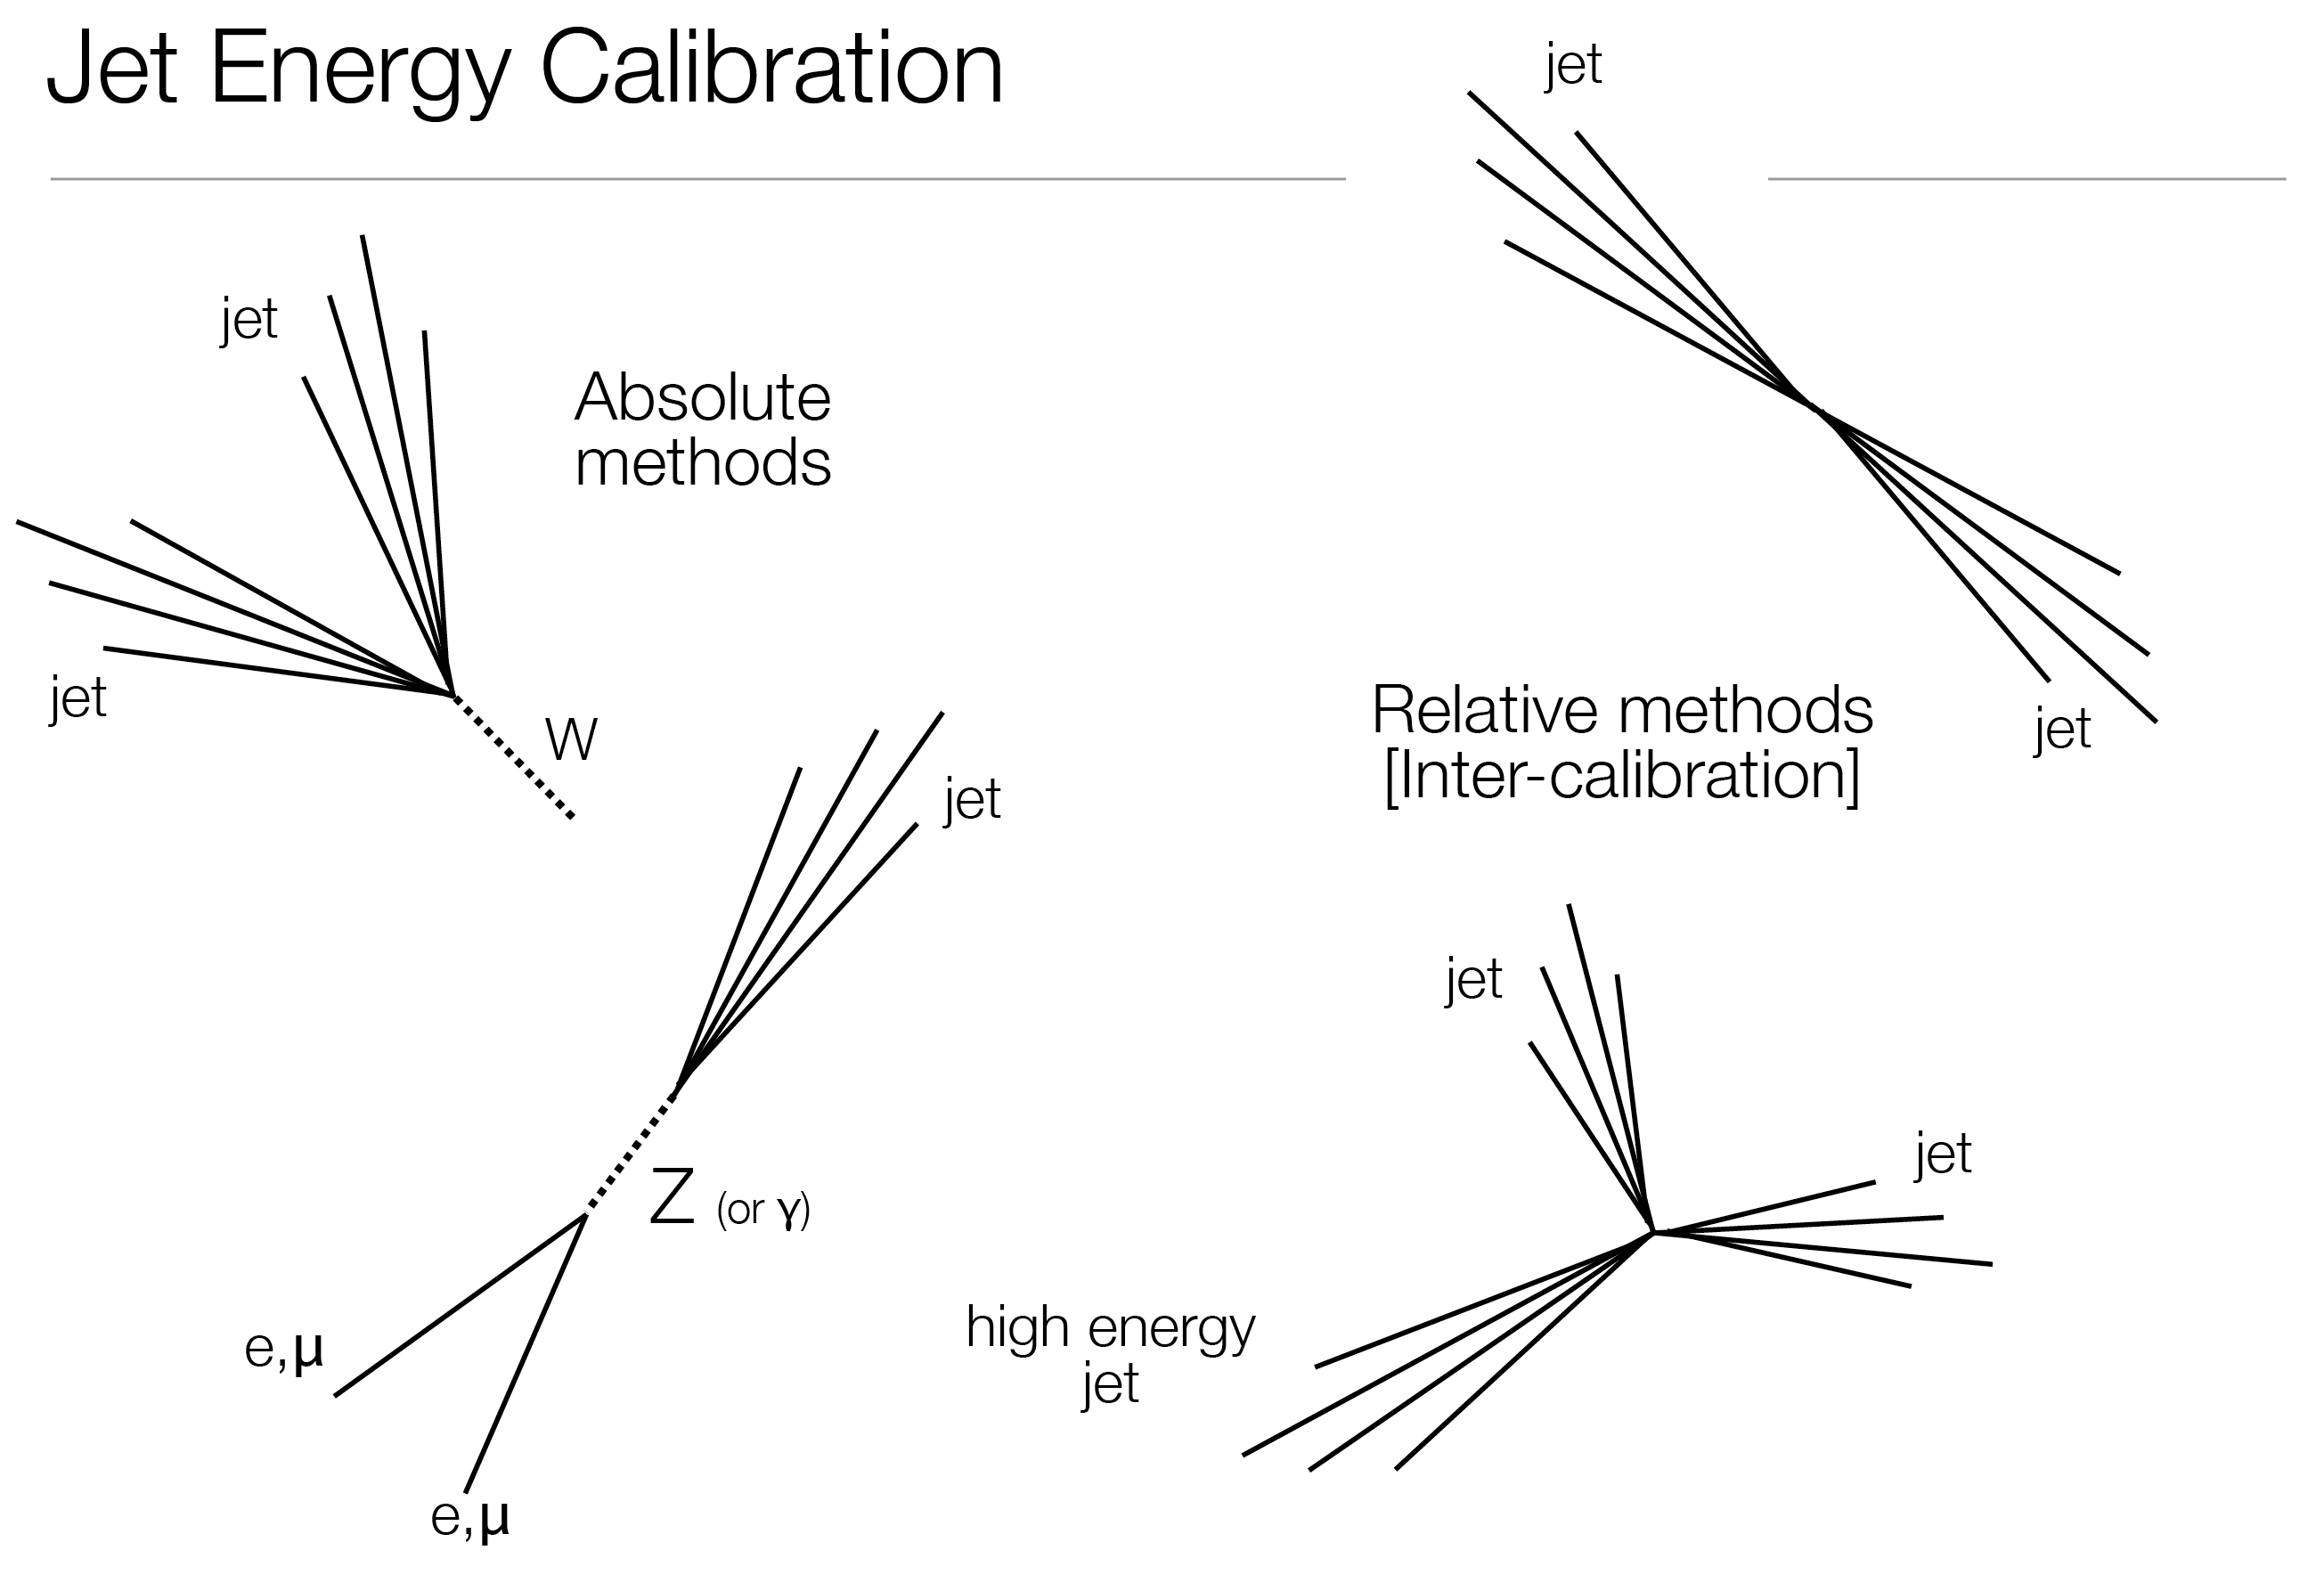 Jet Energy Calibration
jet
jet
Absolute
methods
jet
W
jet
Relative methods
[Inter-calibration]
jet
jet
jet
Z (or γ)
high energy
jet
e,μ
e,μ